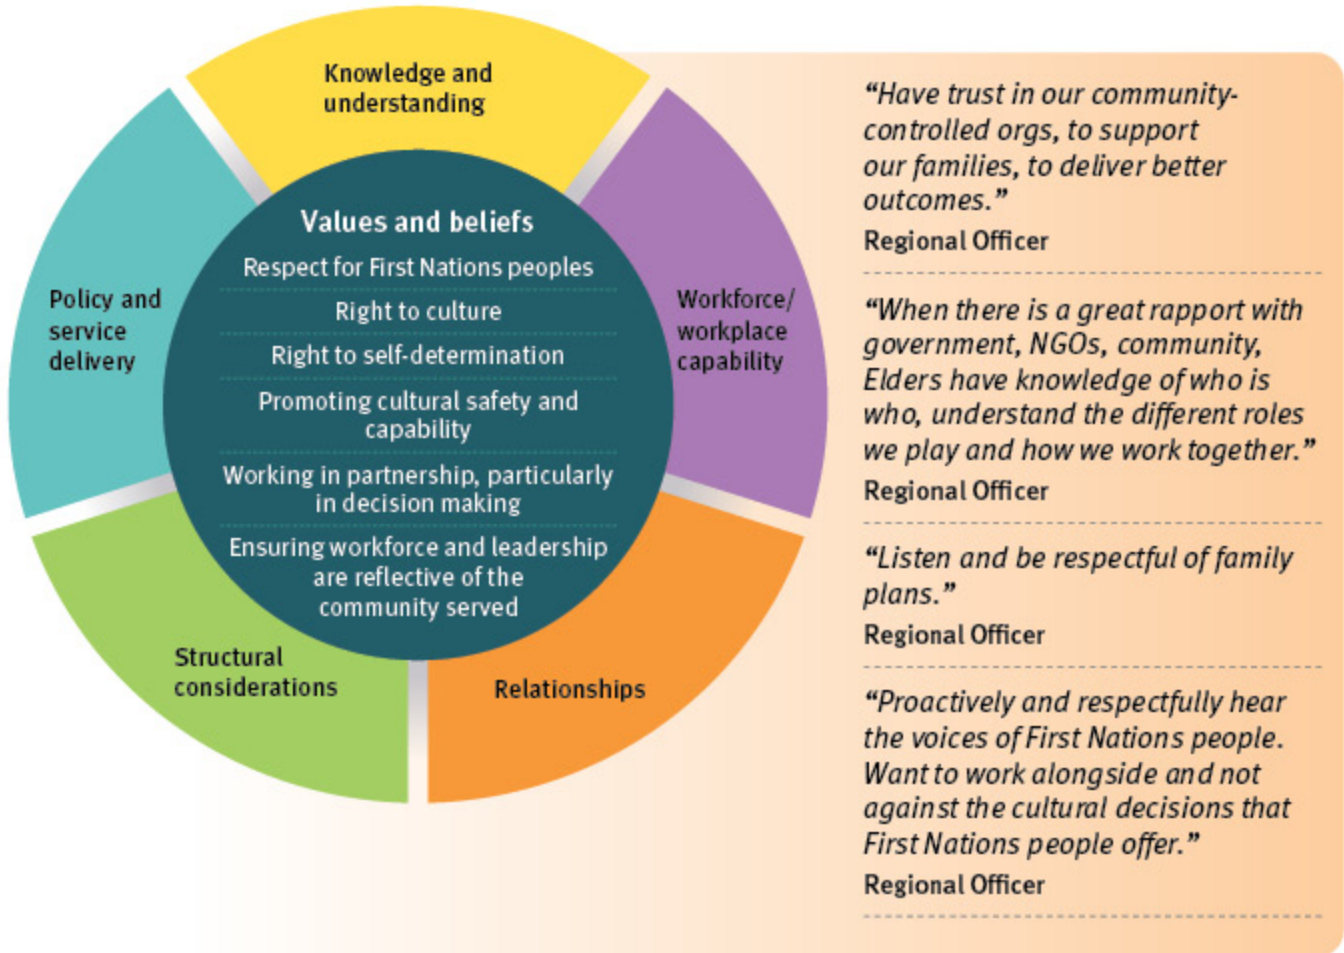 Knowledge and
understanding
Policy and
service
delivery
Values and beliefs
Respect for First Nations peoples
Right to culture
Right to self-determination
Promoting cultural safety and
capability
Working in partnership, particularly
in decision making
Ensuring workforce and leadership
are reflective of the
community served
Workforce/
workplace
capability
Structural
considerations
Relationships
“Have trust in our community-
controlled orgs, to support
our families, to deliver better
outcomes.”
Regional Officer
“When there is a great rapport with
government, NGOs, community,
Elders have knowledge of who is
who, understand the different roles
we play and how we work together.”
Regional Officer
“Listen and be respectful of family
plans.”
Regional Officer
“Proactively and respectfully hear
the voices of First Nations people.
Want to work alongside and not
against the cultural decisions that
First Nations people offer.”
Regional Officer